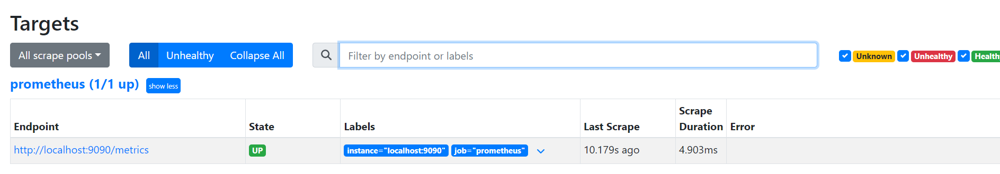 Targets
All scrape pools All Unhealthy Collapse All Filter by endpoint or labels Unknown Unhealthy Health
prometheus (1/1 up) show less
Endpoint State Labels Last Scrape Scrape Duration Error
http://localhost:9090/metrics UP instance="localhost:9090" job="prometheus" 10.179s ago 4.903ms